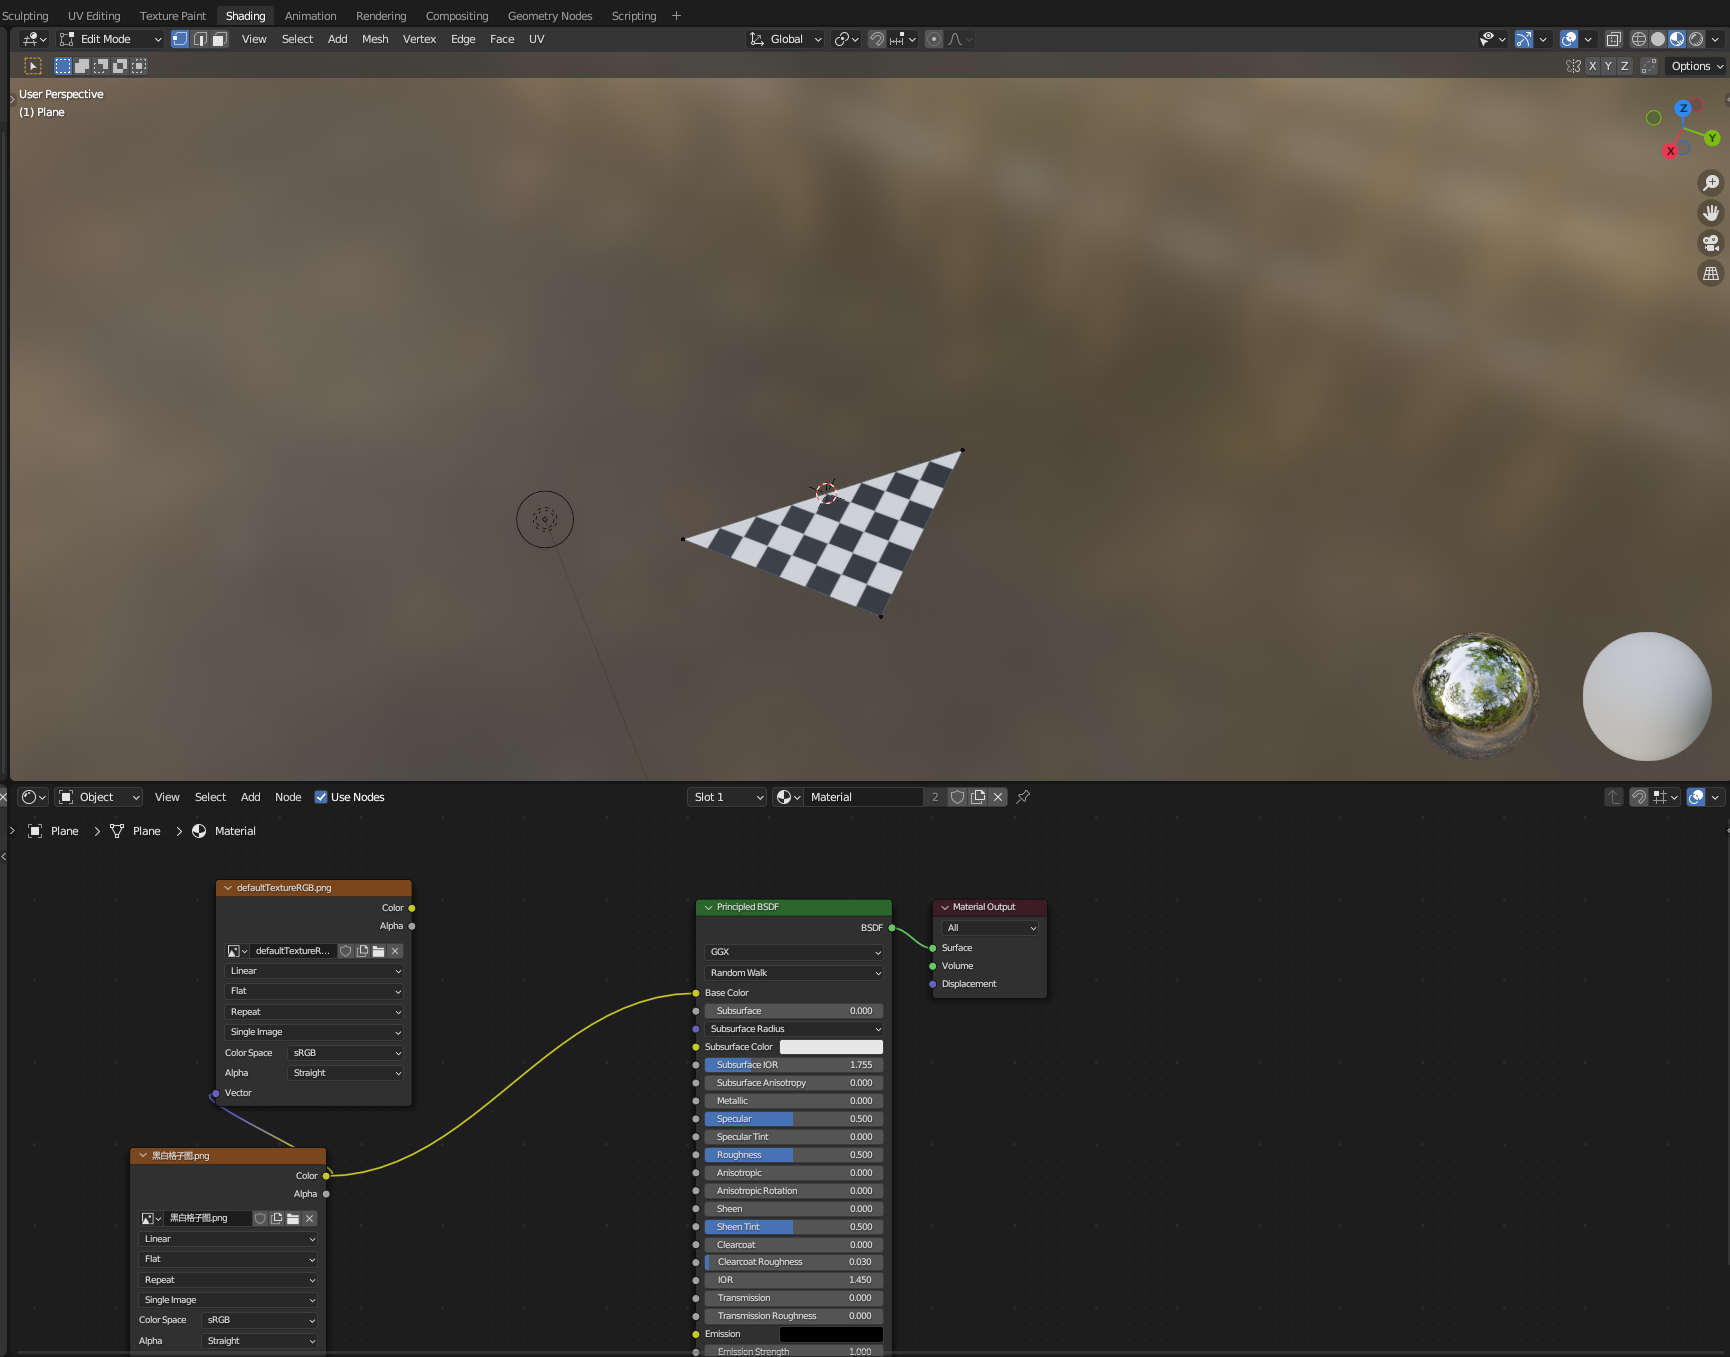 Sculpting UV Editing Texture Paint Shading Animation Rendering Compositing Geometry Nodes Scripting +
Edit Mode View Select Add Mesh Vertex Edge Face UV Global
X Y Z Options
User Perspective
(1) Plane
Z
Y
X
Object View Select Add Node Use Nodes Slot 1 Material 2
Plane > Plane > Material
defaultTextureRGB.png
Color
Alpha
defaultTextureR...
Linear
Flat
Repeat
Single Image
Color Space sRGB
Alpha Straight
Vector
黑白格子图.png
Color
Alpha
黑白格子图.png
Linear
Flat
Repeat
Single Image
Color Space sRGB
Alpha Straight
Principled BSDF
BSDF
GGX
Random Walk
Base Color
Subsurface 0.000
Subsurface Radius
Subsurface Color
Subsurface IOR 1.755
Subsurface Anisotropy 0.000
Metallic 0.000
Specular 0.500
Specular Tint 0.000
Roughness 0.500
Anisotropic 0.000
Anisotropic Rotation 0.000
Sheen 0.000
Sheen Tint 0.500
Clearcoat 0.000
Clearcoat Roughness 0.030
IOR 1.450
Transmission 0.000
Transmission Roughness 0.000
Emission
Emission Strength 1.000
Material Output
All
Surface
Volume
Displacement